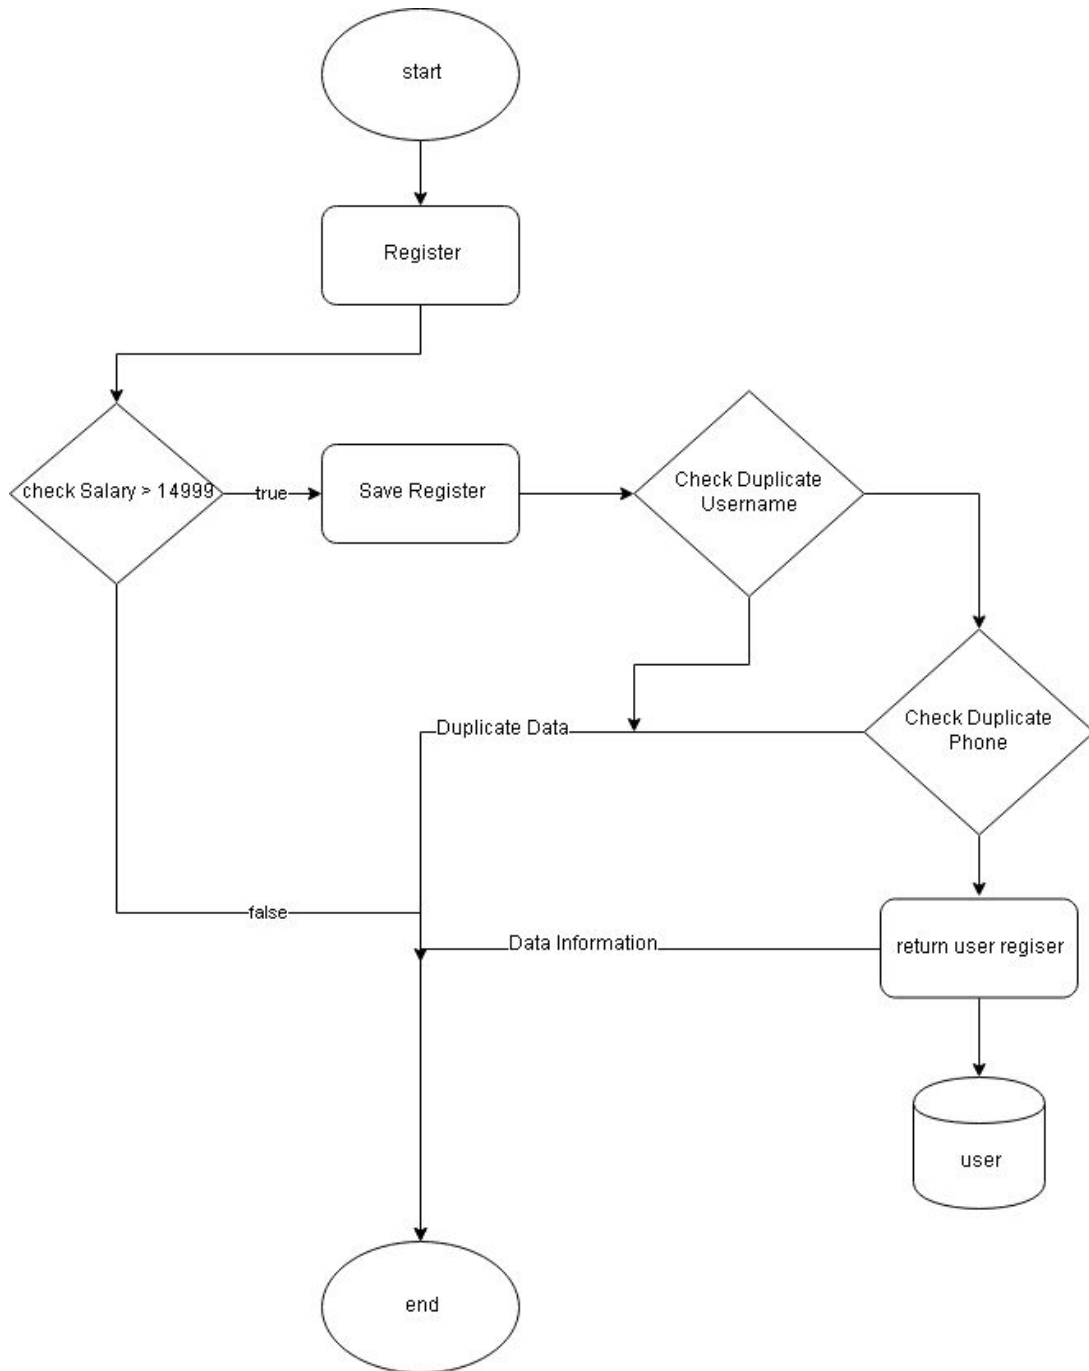 start
Register
check Salary > 14999
true
Save Register
Check Duplicate
Username
Duplicate Data
Check Duplicate
Phone
false
Data Information
return user regiser
user
end